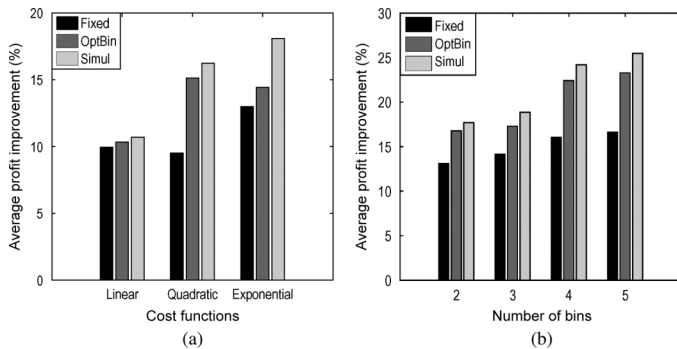 Average profit improvement (%)
20
15
10
5
0
Fixed
OptBin
Simul
Linear Quadratic Exponential
Cost functions
(a)
Average profit improvement (%)
30
25
20
15
10
5
0
Fixed
OptBin
Simul
2 3 4 5
Number of bins
(b)